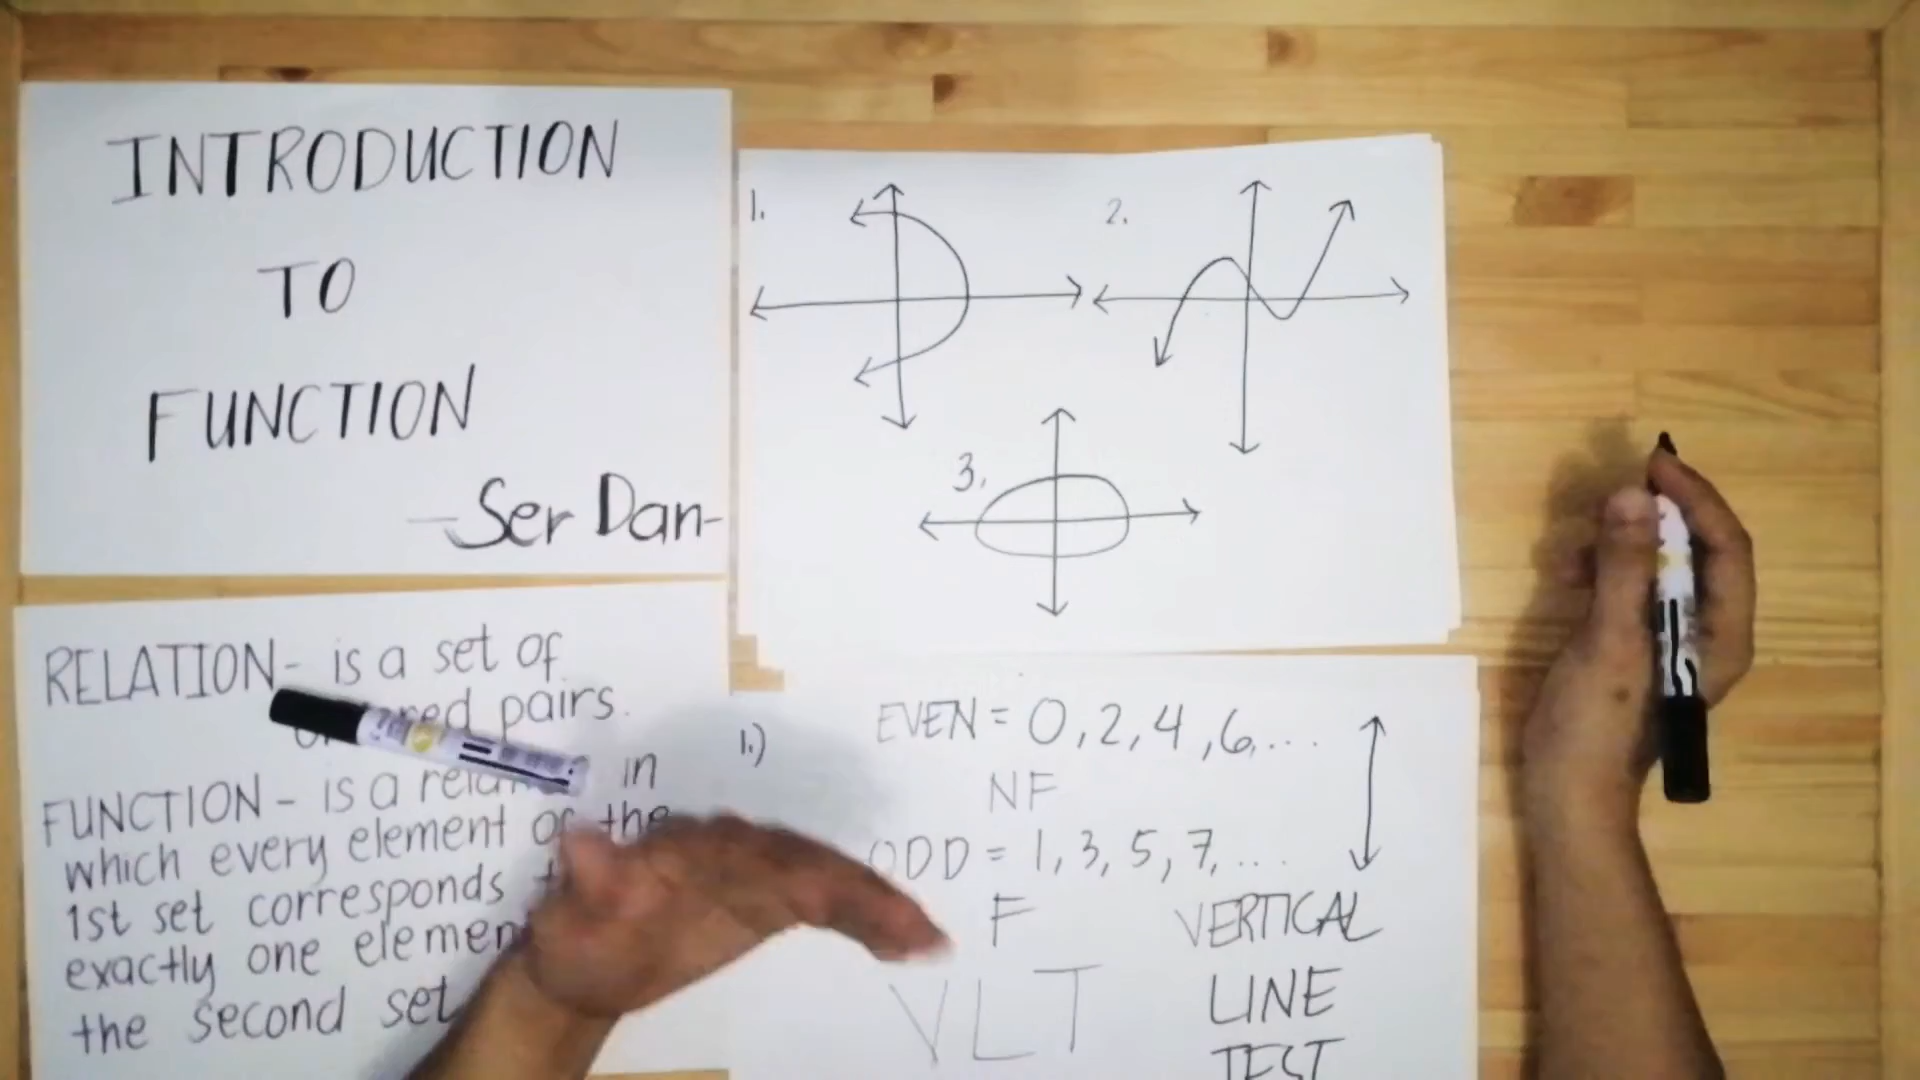 INTRODUCTION
TO
FUNCTION
- Ser Dan-
RELATION - is a set of
pairs.
FUNCTION - is a in
which every element of the
1st set corresponds
exactly one
the second set
1.
2.
3.
1.)
EVEN = 0, 2, 4, 6, ...
NF
ODD = 1, 3, 5, 7, ...
F
VLT
VERTICAL
LINE
TEST